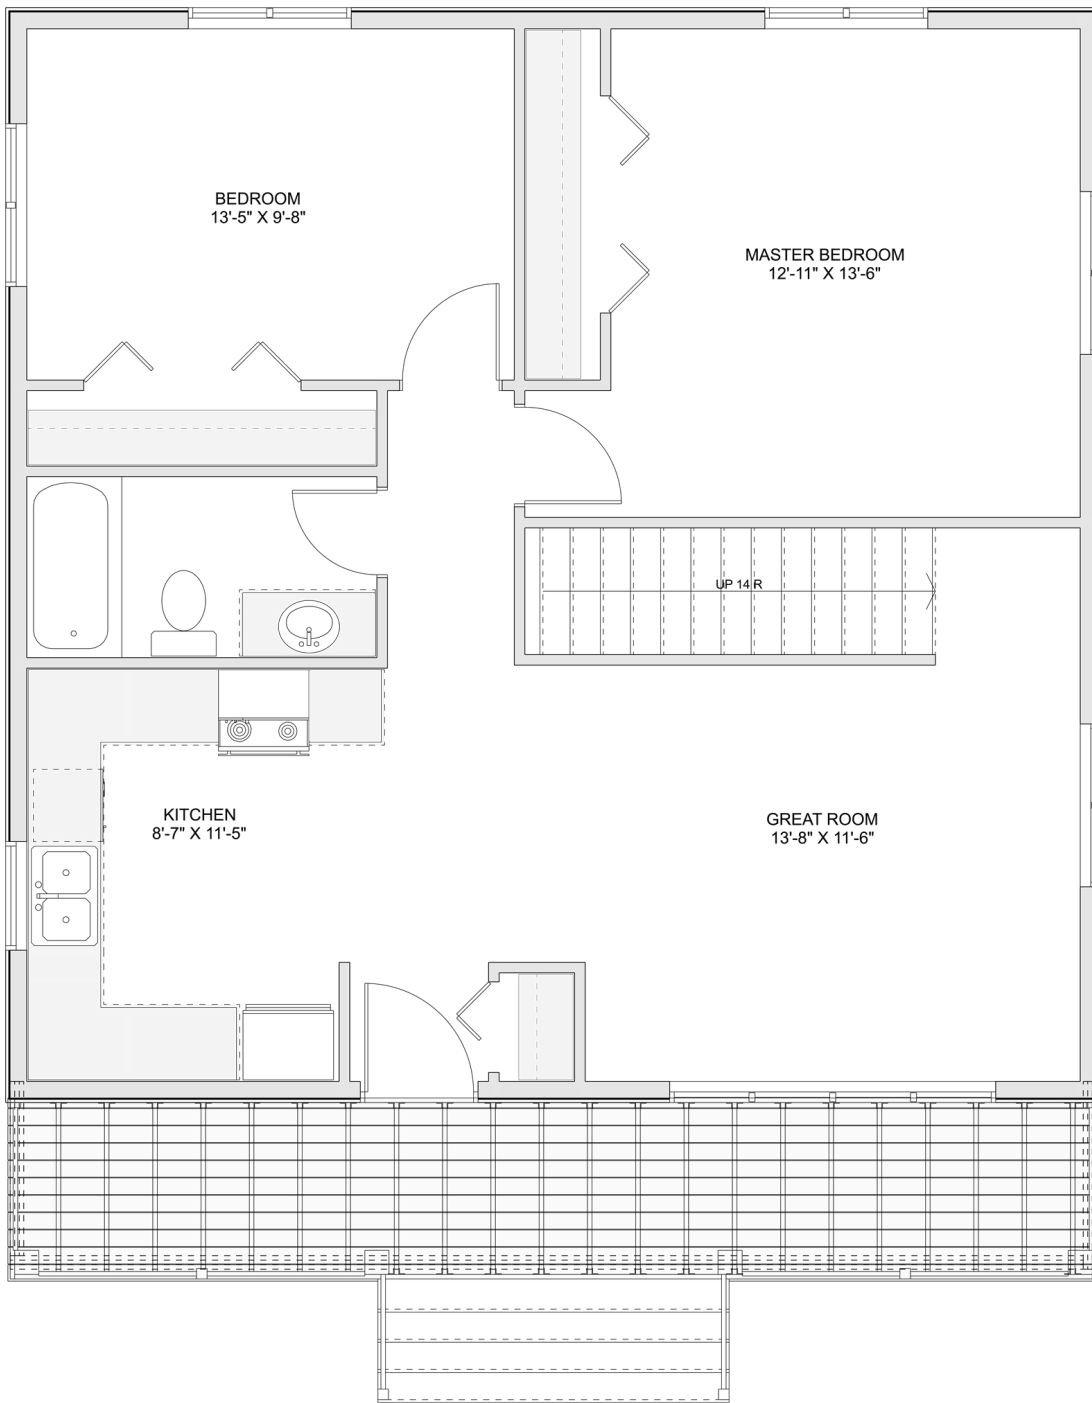 BEDROOM
13'-5" X 9'-8"
MASTER BEDROOM
12'-11" X 13'-6"
UP 14 R
KITCHEN
8'-7" X 11'-5"
GREAT ROOM
13'-8" X 11'-6"